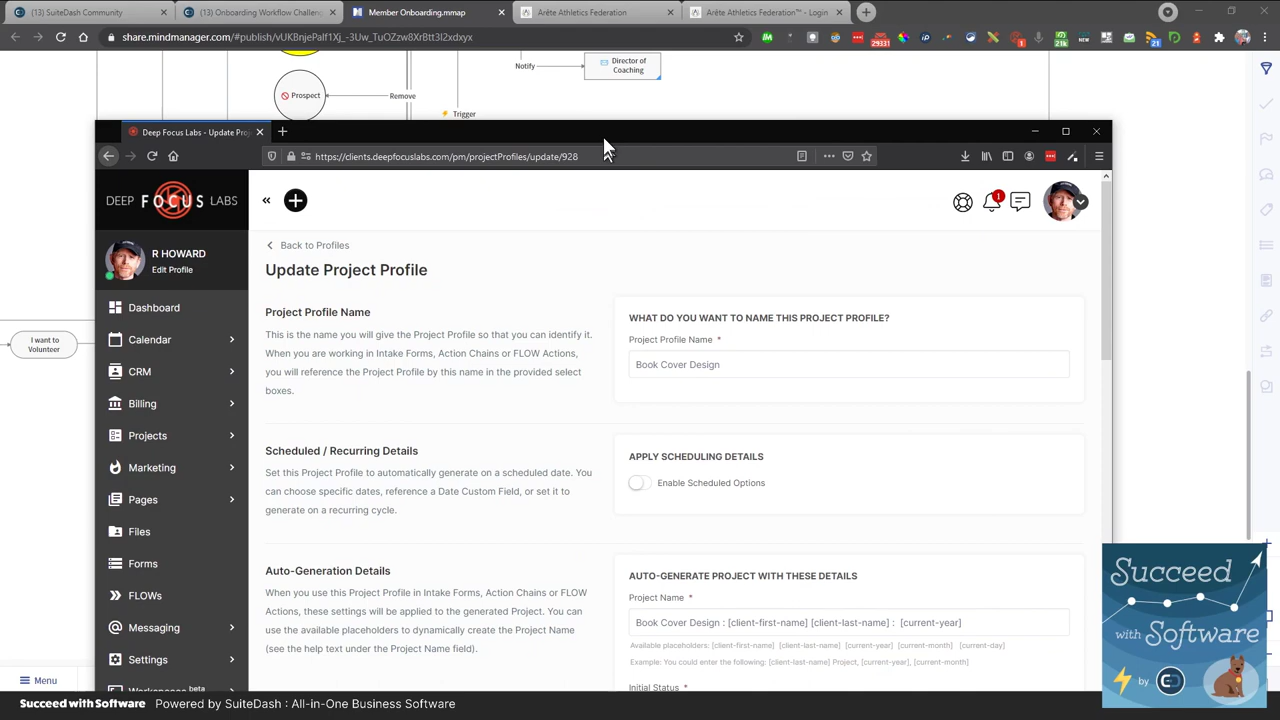 (13) SuiteDash Community
(13) Onboarding Workflow Challeng
Member Onboarding.mmap
Arête Athletics Federation
Arête Athletics Federation™ - Login
share.mindmanager.com/#publish/vUKBnjePaIf1Xj_-3Uw_TuOZzw8XrBtt3I2xdxyx
29331
21k
21
Notify
Director of
Coaching
Prospect
Remove
Trigger
I want to
Volunteer
Menu
Deep Focus Labs - Update Proj
https://clients.deepfocuslabs.com/pm/projectProfiles/update/928
DEEP FOCUS LABS
1
R HOWARD
Edit Profile
Dashboard
Calendar
CRM
Billing
Projects
Marketing
Pages
Files
Forms
FLOWs
Messaging
Settings
Workspaces beta
Back to Profiles
Update Project Profile
Project Profile Name
This is the name you will give the Project Profile so that you can identify it.
When you are working in Intake Forms, Action Chains or FLOW Actions,
you will reference the Project Profile by this name in the provided select
boxes.
WHAT DO YOU WANT TO NAME THIS PROJECT PROFILE?
Project Profile Name *
Book Cover Design
Scheduled / Recurring Details
Set this Project Profile to automatically generate on a scheduled date. You
can choose specific dates, reference a Date Custom Field, or set it to
generate on a recurring cycle.
APPLY SCHEDULING DETAILS
Enable Scheduled Options
Auto-Generation Details
When you use this Project Profile in Intake Forms, Action Chains or FLOW
Actions, these settings will be applied to the generated Project. You can
use the available placeholders to dynamically create the Project Name
(see the help text under the Project Name field).
AUTO-GENERATE PROJECT WITH THESE DETAILS
Project Name *
Book Cover Design : [client-first-name] [client-last-name] : [current-year]
Available placeholders: [client-first-name] [client-last-name] [current-year] [current-month] [current-day]
Example: You could enter the following: [client-last-name] Project, [current-year], [current-month]
Initial Status *
Succeed
with Software
by
Succeed with Software Powered by SuiteDash : All-in-One Business Software